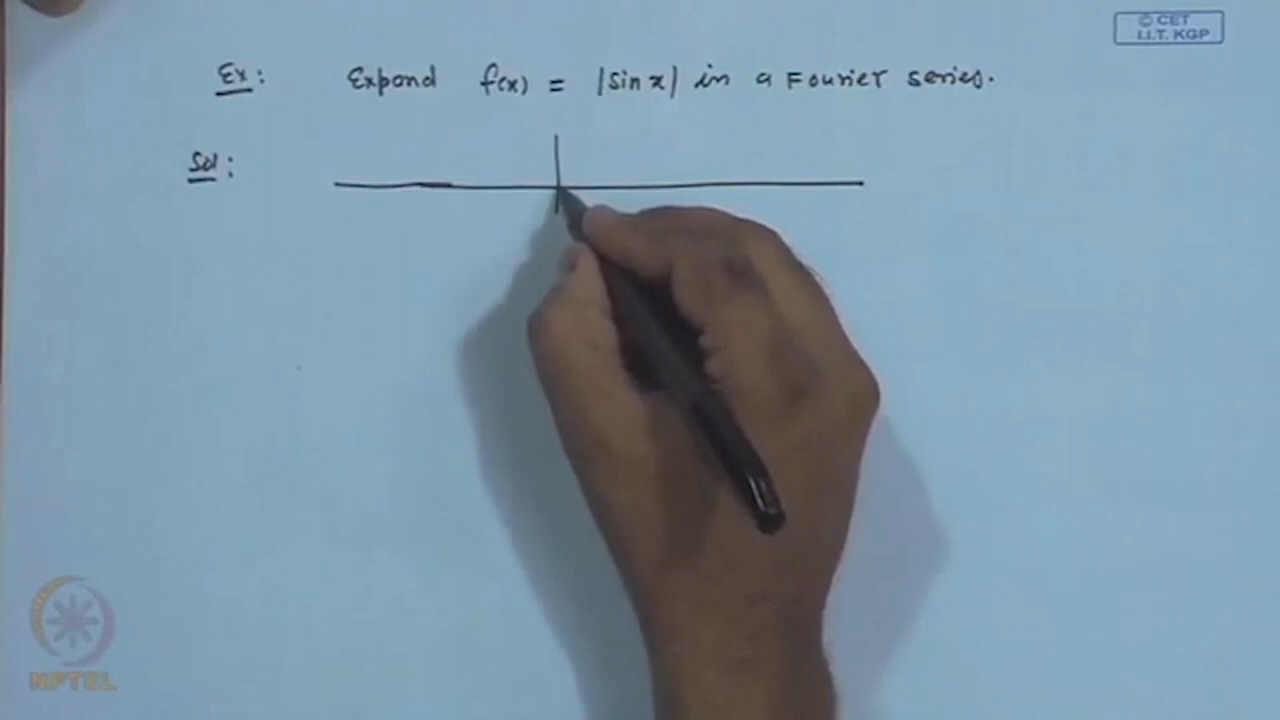 © CET
I.I.T. KGP
Ex: Expand f(x) = |sin x| in a Fourier series.
Sol:
NPTEL